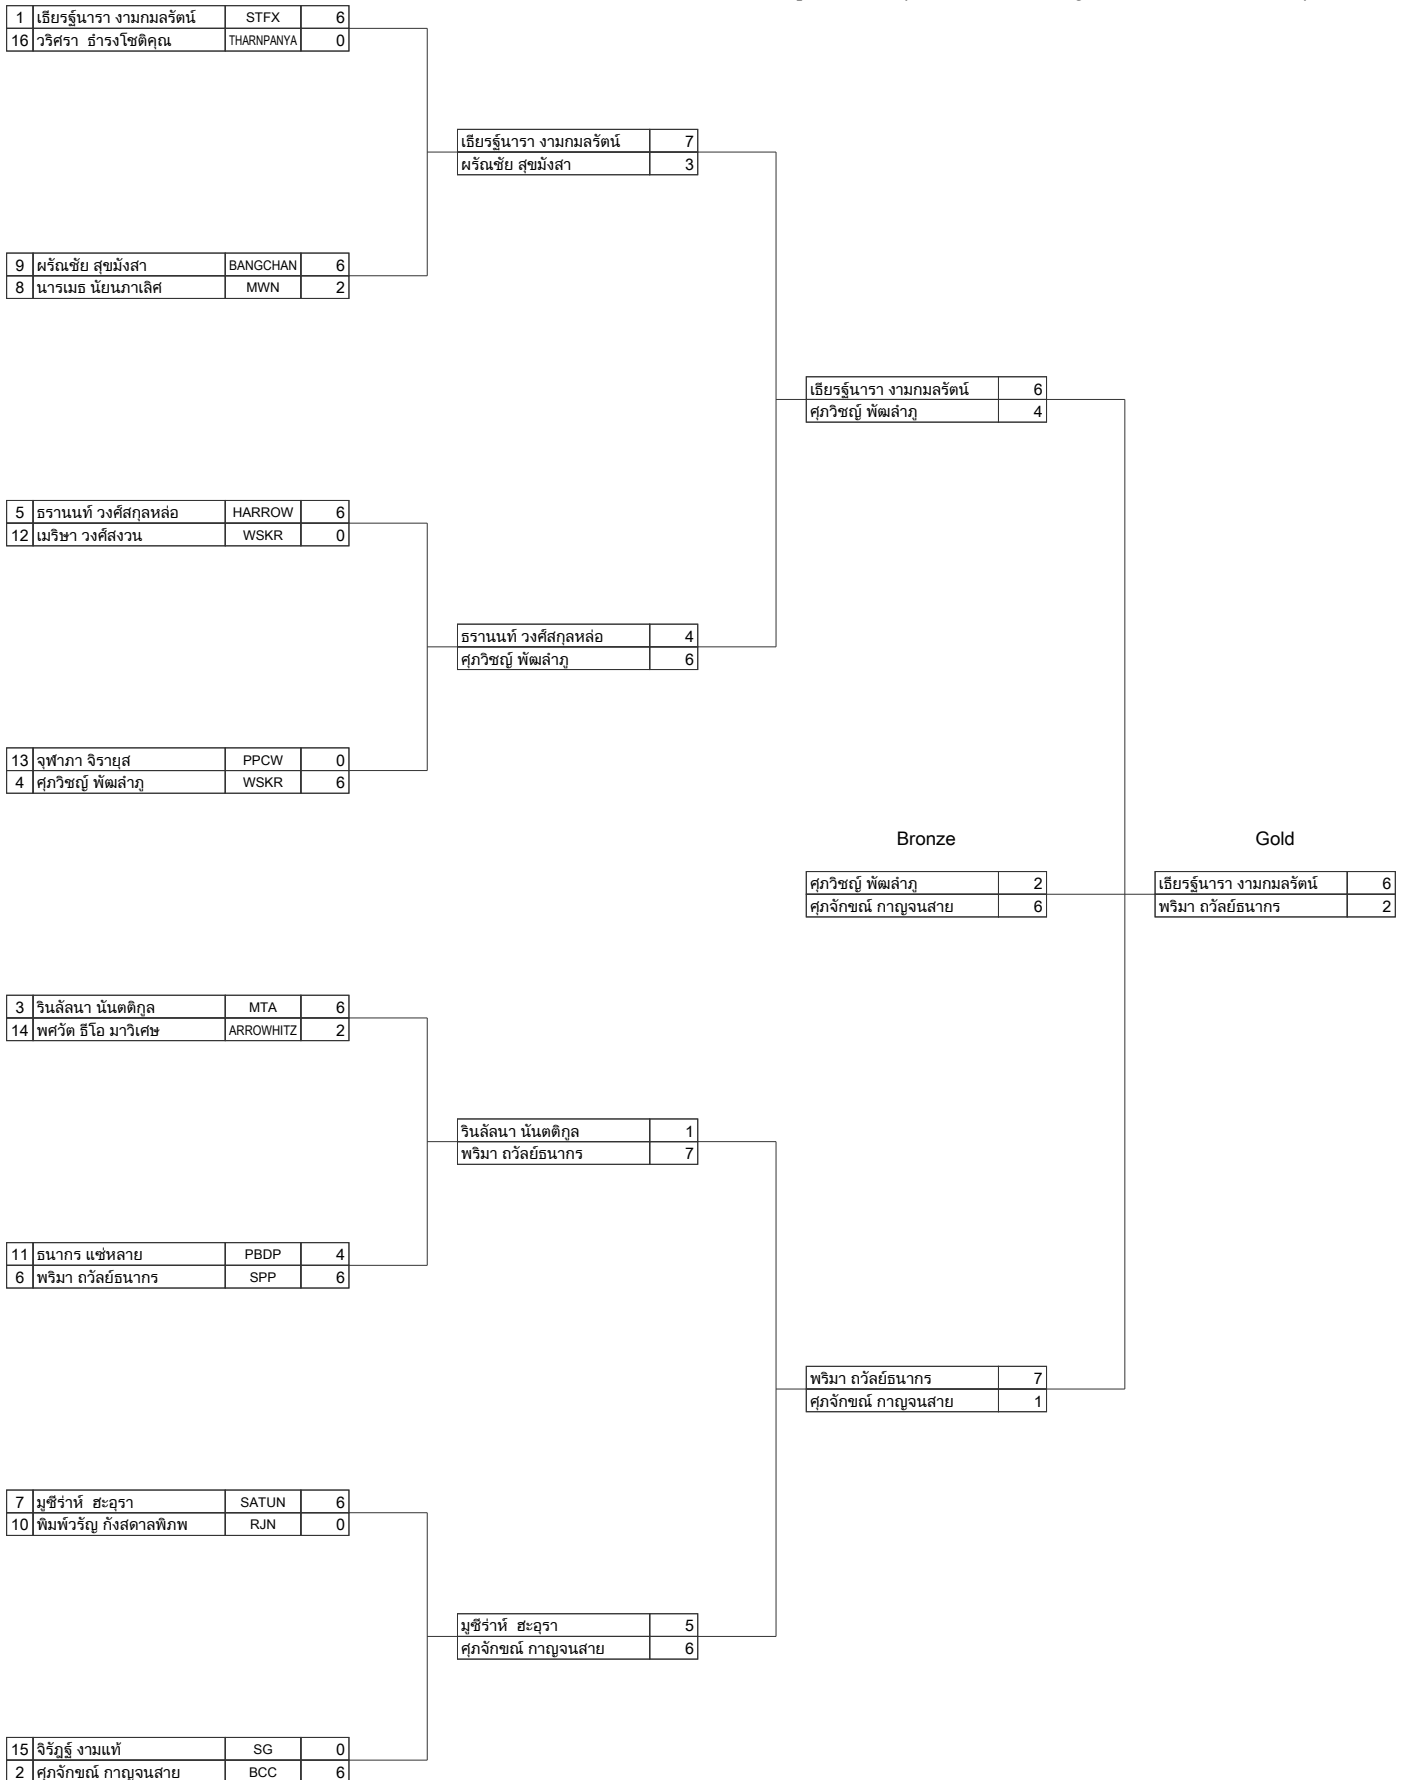 1 เธียรฐ์นารา งามกมลรัตน์ STFX 6
16 วริศรา ธำรงโชติคุณ THARNPANYA 0
เธียรฐ์นารา งามกมลรัตน์ 7
ผรัณชัย สุขมังสา 3
9 ผรัณชัย สุขมังสา BANGCHAN 6
8 นารเมธ นัยนภาเลิศ MWN 2
เธียรฐ์นารา งามกมลรัตน์ 6
ศุภวิชญ์ พัฒลำภู 4
5 ธรานนท์ วงศ์สกุลหล่อ HARROW 6
12 เมริษา วงศ์สงวน WSKR 0
ธรานนท์ วงศ์สกุลหล่อ 4
ศุภวิชญ์ พัฒลำภู 6
13 จุฬาภา จิรายุส PPCW 0
4 ศุภวิชญ์ พัฒลำภู WSKR 6
Bronze Gold
ศุภวิชญ์ พัฒลำภู 2 เธียรฐ์นารา งามกมลรัตน์ 6
ศุภจักขณ์ กาญจนสาย 6 พริมา ถวัลย์ธนากร 2
3 รินลัลนา นันตติกูล MTA 6
14 พศวัต ธีโอ มาวิเศษ ARROWHITZ 2
รินลัลนา นันตติกูล 1
พริมา ถวัลย์ธนากร 7
11 ธนากร แซ่หลาย PBDP 4
6 พริมา ถวัลย์ธนากร SPP 6
พริมา ถวัลย์ธนากร 7
ศุภจักขณ์ กาญจนสาย 1
7 มูซีร่าห์ ฮะอุรา SATUN 6
10 พิมพ์วรัญ กังสดาลพิภพ RJN 0
มูซีร่าห์ ฮะอุรา 5
ศุภจักขณ์ กาญจนสาย 6
15 จิรัฎฐ์ งามแท้ SG 0
2 ศุภจักขณ์ กาญจนสาย BCC 6